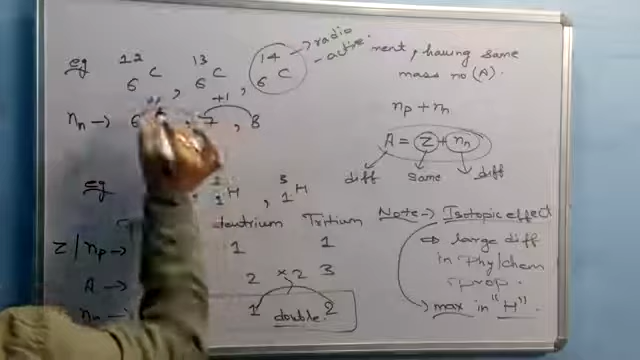 eg 12 6 C , 13 6 C , 14 6 C → radio - active
ment, having same
mass no (A).
+1
nn → 6 , 7 , 8
np + nn
A = Z + nn
diff same diff
eg 2 1 H , 3 1 H
deutrium Tritium
Z / np → 1 1
A → 2 3
×2
nn → 1 2
double
Note → Isotopic effect
⇒ large diff
in Phy/chem
prop.
→ max in "H".